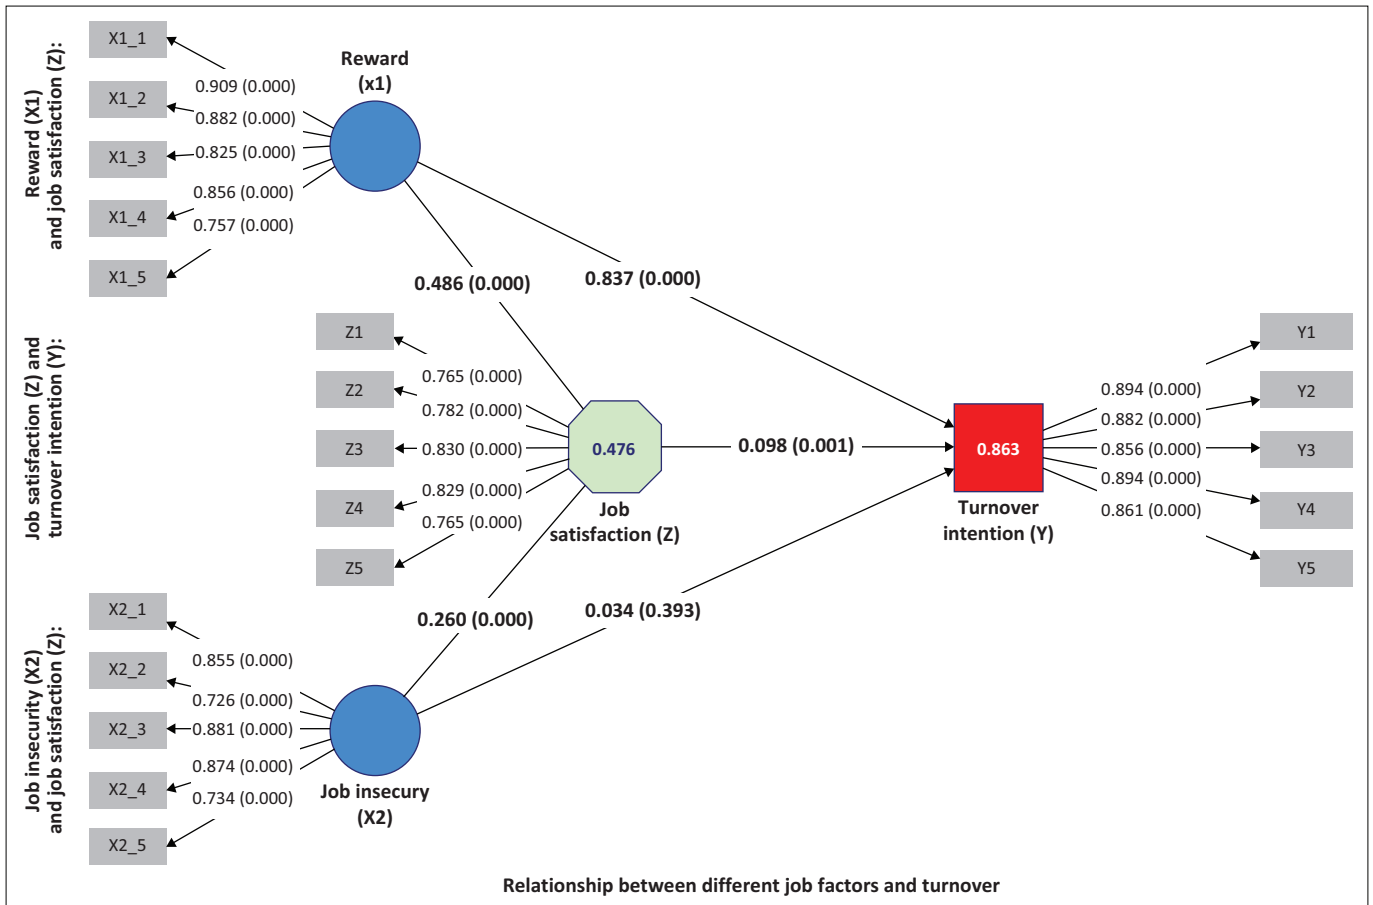 Reward (X1)
and job satisfaction (Z):
X1_1
X1_2
X1_3
X1_4
X1_5
0.909 (0.000)
0.882 (0.000)
0.825 (0.000)
0.856 (0.000)
0.757 (0.000)
Reward
(x1)
0.486 (0.000)
0.837 (0.000)
Job satisfaction (Z) and
turnover intention (Y):
Z1
Z2
Z3
Z4
Z5
0.765 (0.000)
0.782 (0.000)
0.830 (0.000)
0.829 (0.000)
0.765 (0.000)
0.476
Job
satisfaction (Z)
0.098 (0.001)
0.863
Turnover
intention (Y)
0.894 (0.000)
0.882 (0.000)
0.856 (0.000)
0.894 (0.000)
0.861 (0.000)
Y1
Y2
Y3
Y4
Y5
0.260 (0.000)
0.034 (0.393)
Job insecurity (X2)
and job satisfaction (Z):
X2_1
X2_2
X2_3
X2_4
X2_5
0.855 (0.000)
0.726 (0.000)
0.881 (0.000)
0.874 (0.000)
0.734 (0.000)
Job insecury
(X2)
Relationship between different job factors and turnover